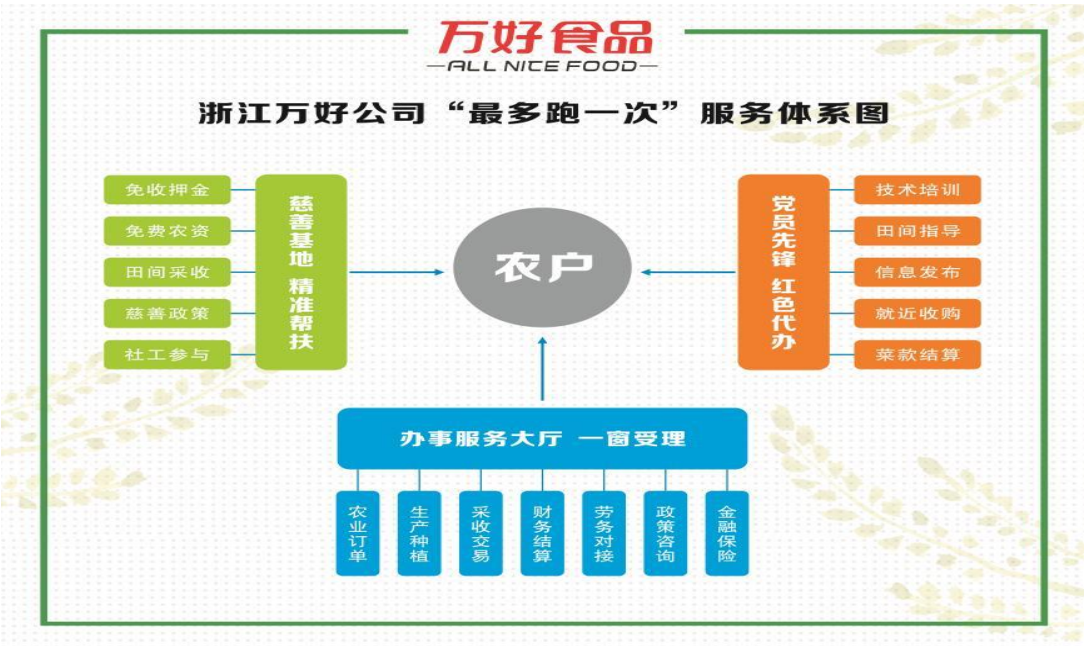 万好食品
ALL NICE FOOD
浙江万好公司“最多跑一次”服务体系图
免收押金
免费农资
田间采收
慈善政策
社工参与
慈善基地 精准帮扶
农户
党员先锋 红色代办
技术培训
田间指导
信息发布
就近收购
菜款结算
办事服务大厅 一窗受理
农业订单
生产种植
采收交易
财务结算
劳务对接
政策咨询
金融保险